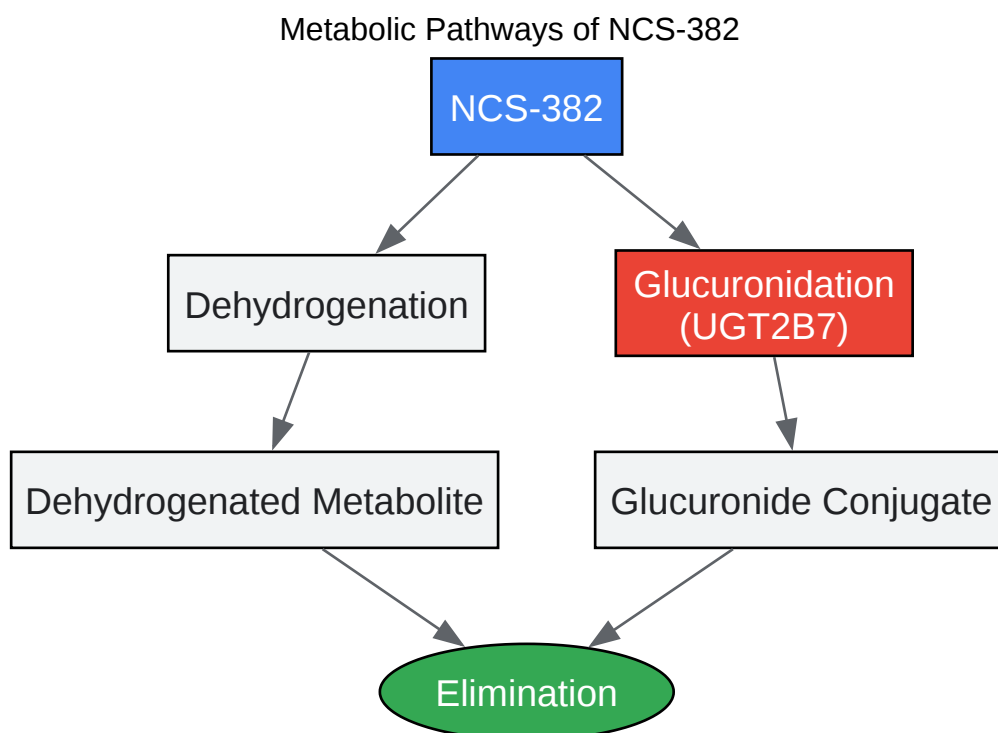 Metabolic Pathways of NCS-382
NCS-382
Dehydrogenation
Glucuronidation
(UGT2B7)
Dehydrogenated Metabolite
Glucuronide Conjugate
Elimination